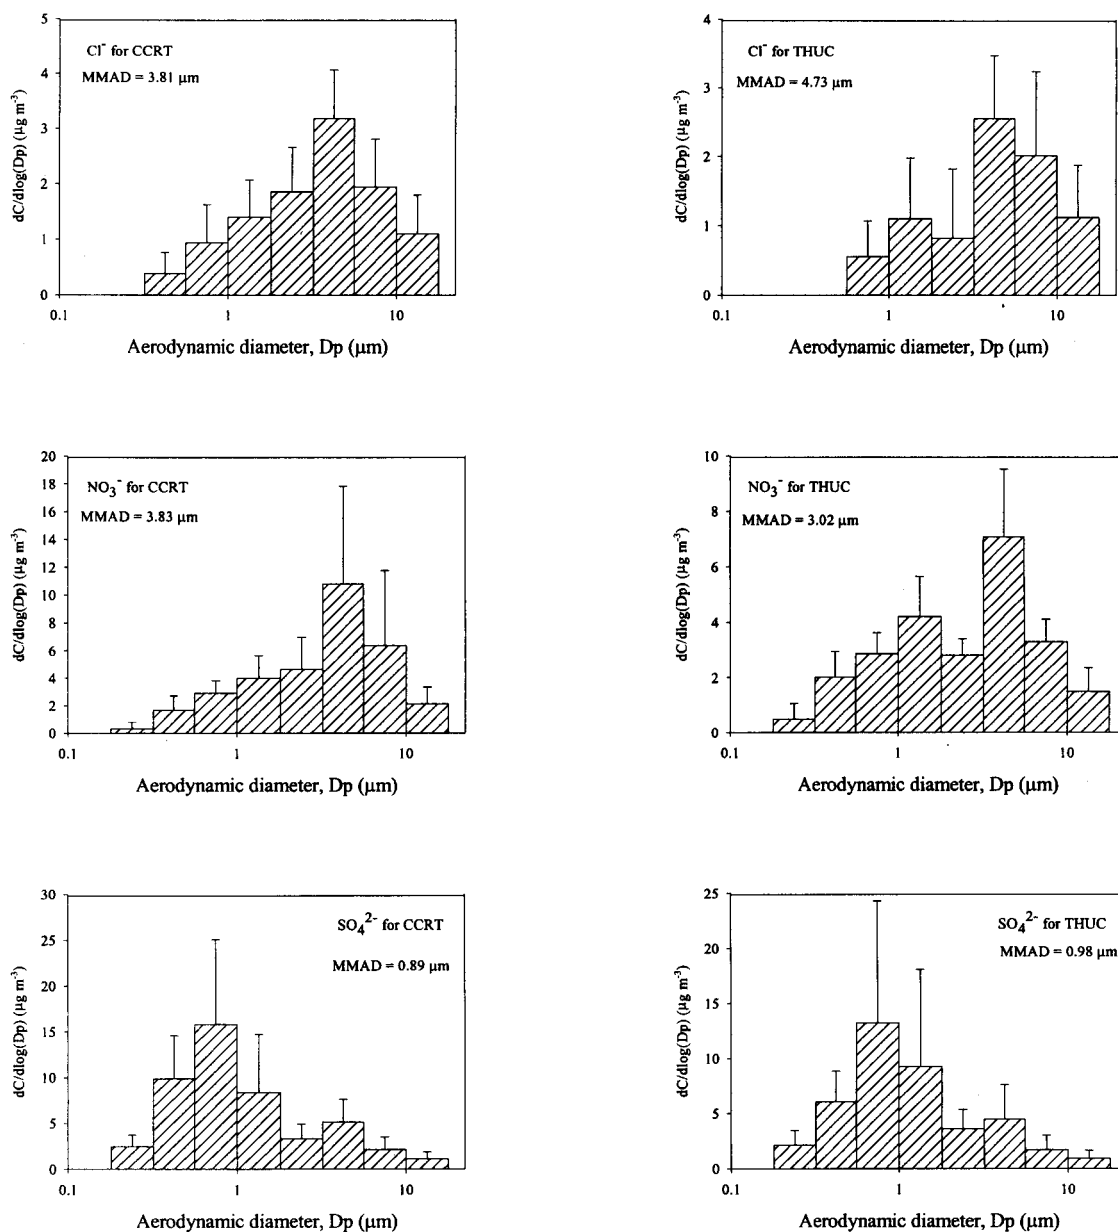 5
4
3
2
1
0
dC/dlog(Dp) (µg m⁻³)
Cl⁻ for CCRT
MMAD = 3.81 µm
0.1 1 10
Aerodynamic diameter, Dp (µm)
4
3
2
1
0
dC/dlog(Dp) (µg m⁻³)
Cl⁻ for THUC
MMAD = 4.73 µm
0.1 1 10
Aerodynamic diameter, Dp (µm)
20
18
16
14
12
10
8
6
4
2
0
dC/dlog(Dp) (µg m⁻³)
NO₃⁻ for CCRT
MMAD = 3.83 µm
0.1 1 10
Aerodynamic diameter, Dp (µm)
10
8
6
4
2
0
dC/dlog(Dp) (µg m⁻³)
NO₃⁻ for THUC
MMAD = 3.02 µm
0.1 1 10
Aerodynamic diameter, Dp (µm)
30
25
20
15
10
5
0
dC/dlog(Dp) (µg m⁻³)
SO₄²⁻ for CCRT
MMAD = 0.89 µm
0.1 1 10
Aerodynamic diameter, Dp (µm)
25
20
15
10
5
0
dC/dlog(Dp) (µg m⁻³)
SO₄²⁻ for THUC
MMAD = 0.98 µm
0.1 1 10
Aerodynamic diameter, Dp (µm)